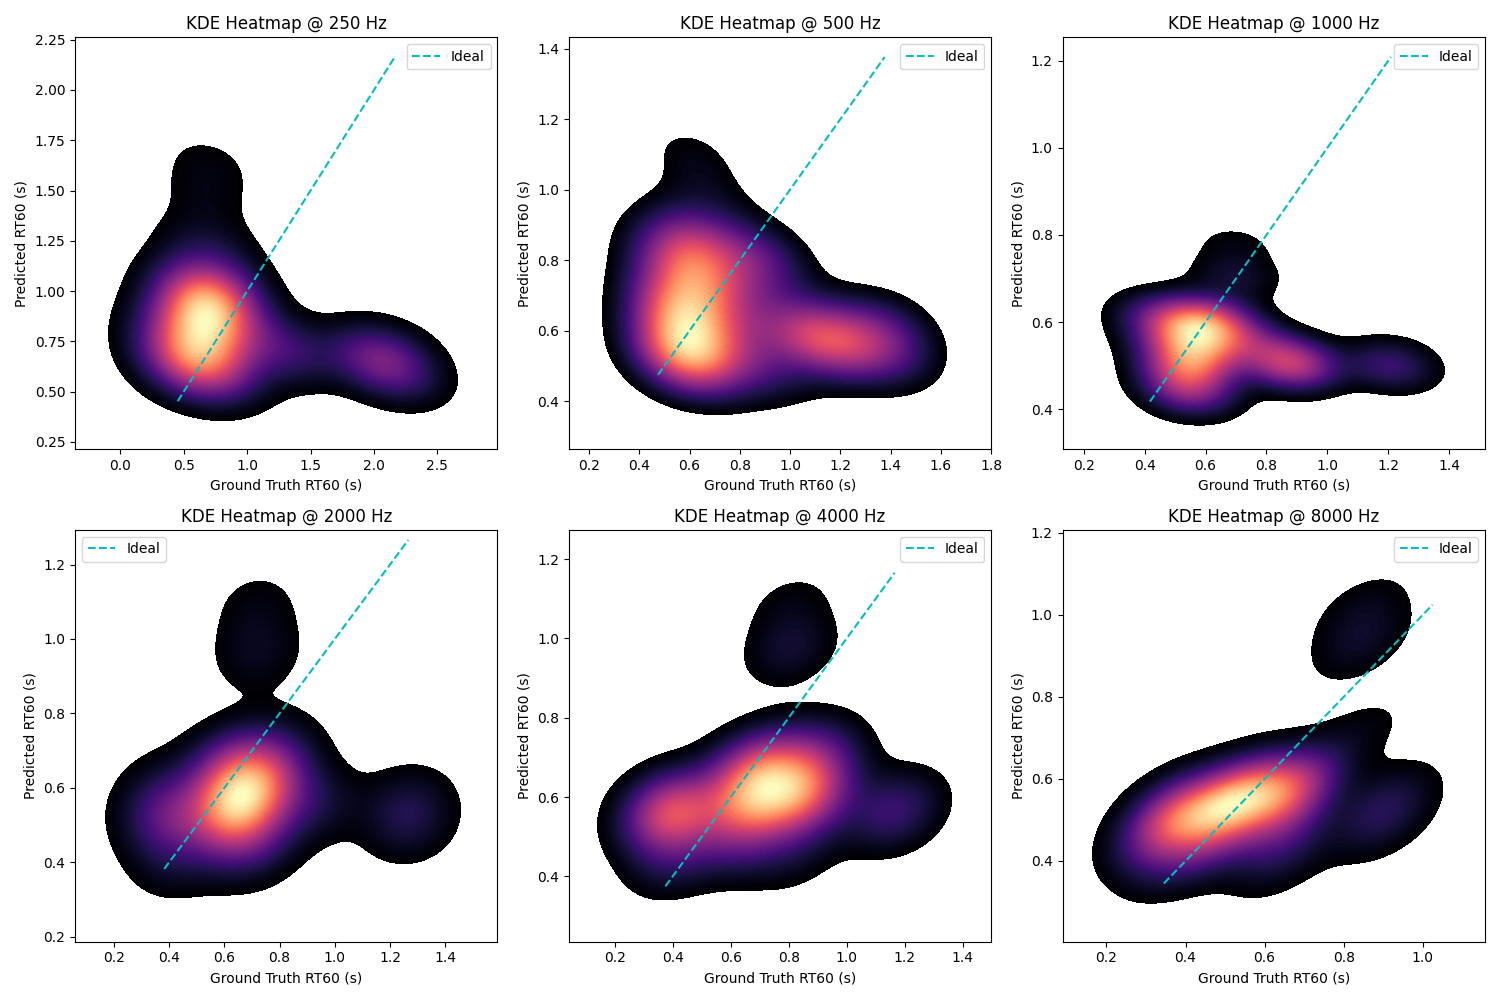 KDE Heatmap @ 250 Hz
Ideal
2.25
2.00
1.75
1.50
1.25
1.00
0.75
0.50
0.25
Predicted RT60 (s)
0.0 0.5 1.0 1.5 2.0 2.5
Ground Truth RT60 (s)
KDE Heatmap @ 500 Hz
Ideal
1.4
1.2
1.0
0.8
0.6
0.4
Predicted RT60 (s)
0.2 0.4 0.6 0.8 1.0 1.2 1.4 1.6 1.8
Ground Truth RT60 (s)
KDE Heatmap @ 1000 Hz
Ideal
1.2
1.0
0.8
0.6
0.4
Predicted RT60 (s)
0.2 0.4 0.6 0.8 1.0 1.2 1.4
Ground Truth RT60 (s)
KDE Heatmap @ 2000 Hz
Ideal
1.2
1.0
0.8
0.6
0.4
0.2
Predicted RT60 (s)
0.2 0.4 0.6 0.8 1.0 1.2 1.4
Ground Truth RT60 (s)
KDE Heatmap @ 4000 Hz
Ideal
1.2
1.0
0.8
0.6
0.4
Predicted RT60 (s)
0.2 0.4 0.6 0.8 1.0 1.2 1.4
Ground Truth RT60 (s)
KDE Heatmap @ 8000 Hz
Ideal
1.2
1.0
0.8
0.6
0.4
Predicted RT60 (s)
0.2 0.4 0.6 0.8 1.0
Ground Truth RT60 (s)